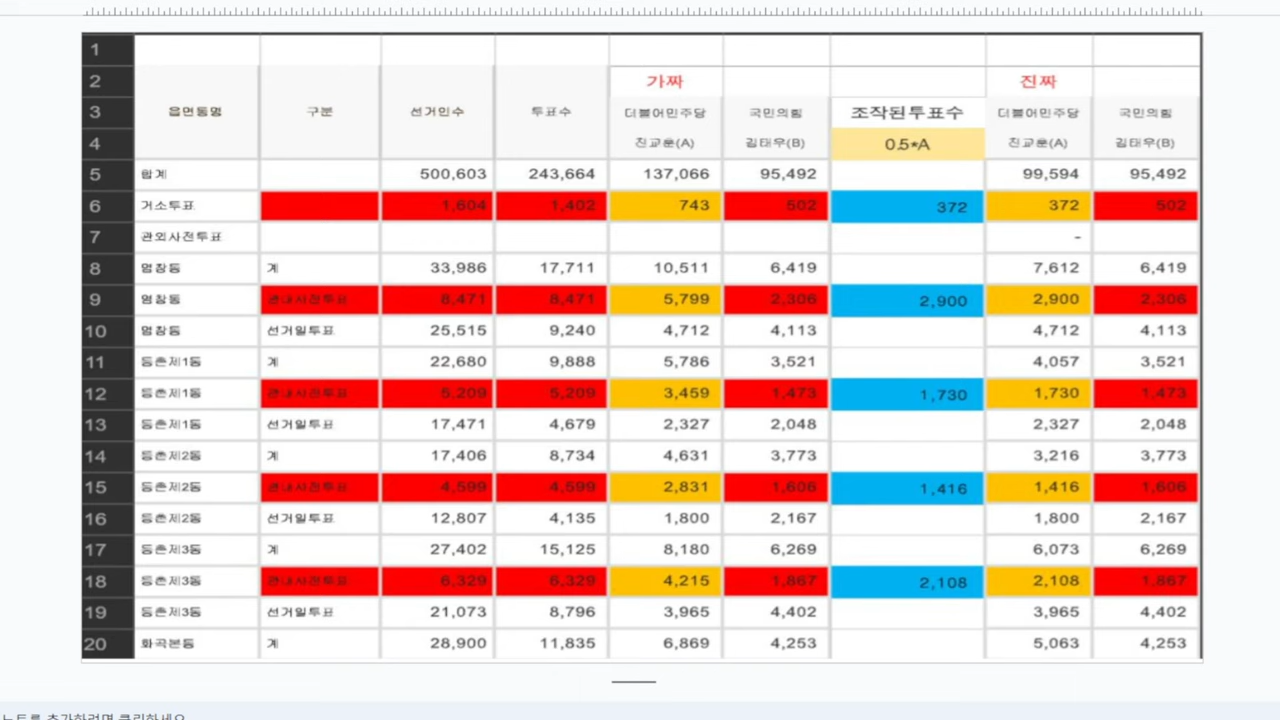 1
2 가짜 진짜
3 읍면동명 구분 선거인수 투표수 더불어민주당 국민의힘 조작된투표수 더불어민주당 국민의힘
4 진교훈(A) 김태우(B) 0.5*A 진교훈(A) 김태우(B)
5 합계 500,603 243,664 137,066 95,492 99,594 95,492
6 거소투표 1,604 1,402 743 502 372 372 502
7 관외사전투표 -
8 염창동 계 33,986 17,711 10,511 6,419 7,612 6,419
9 염창동 관내사전투표 8,471 8,471 5,799 2,306 2,900 2,900 2,306
10 염창동 선거일투표 25,515 9,240 4,712 4,113 4,712 4,113
11 등촌제1동 계 22,680 9,888 5,786 3,521 4,057 3,521
12 등촌제1동 관내사전투표 5,209 5,209 3,459 1,473 1,730 1,730 1,473
13 등촌제1동 선거일투표 17,471 4,679 2,327 2,048 2,327 2,048
14 등촌제2동 계 17,406 8,734 4,631 3,773 3,216 3,773
15 등촌제2동 관내사전투표 4,599 4,599 2,831 1,606 1,416 1,416 1,606
16 등촌제2동 선거일투표 12,807 4,135 1,800 2,167 1,800 2,167
17 등촌제3동 계 27,402 15,125 8,180 6,269 6,073 6,269
18 등촌제3동 관내사전투표 6,329 6,329 4,215 1,867 2,108 2,108 1,867
19 등촌제3동 선거일투표 21,073 8,796 3,965 4,402 3,965 4,402
20 화곡본동 계 28,900 11,835 6,869 4,253 5,063 4,253
노트를 추가하려면 클릭하세요